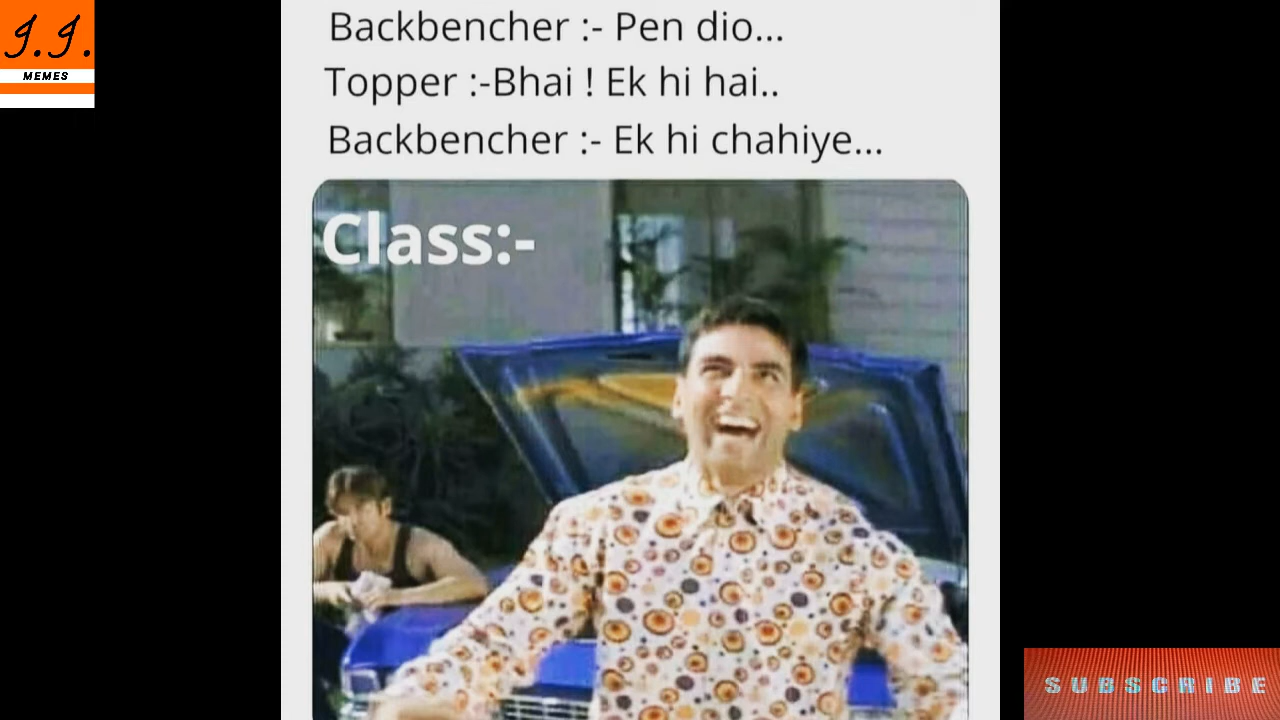 J.J.
MEMES
Backbencher :- Pen dio...
Topper :-Bhai ! Ek hi hai..
Backbencher :- Ek hi chahiye...
Class:-
SUBSCRIBE